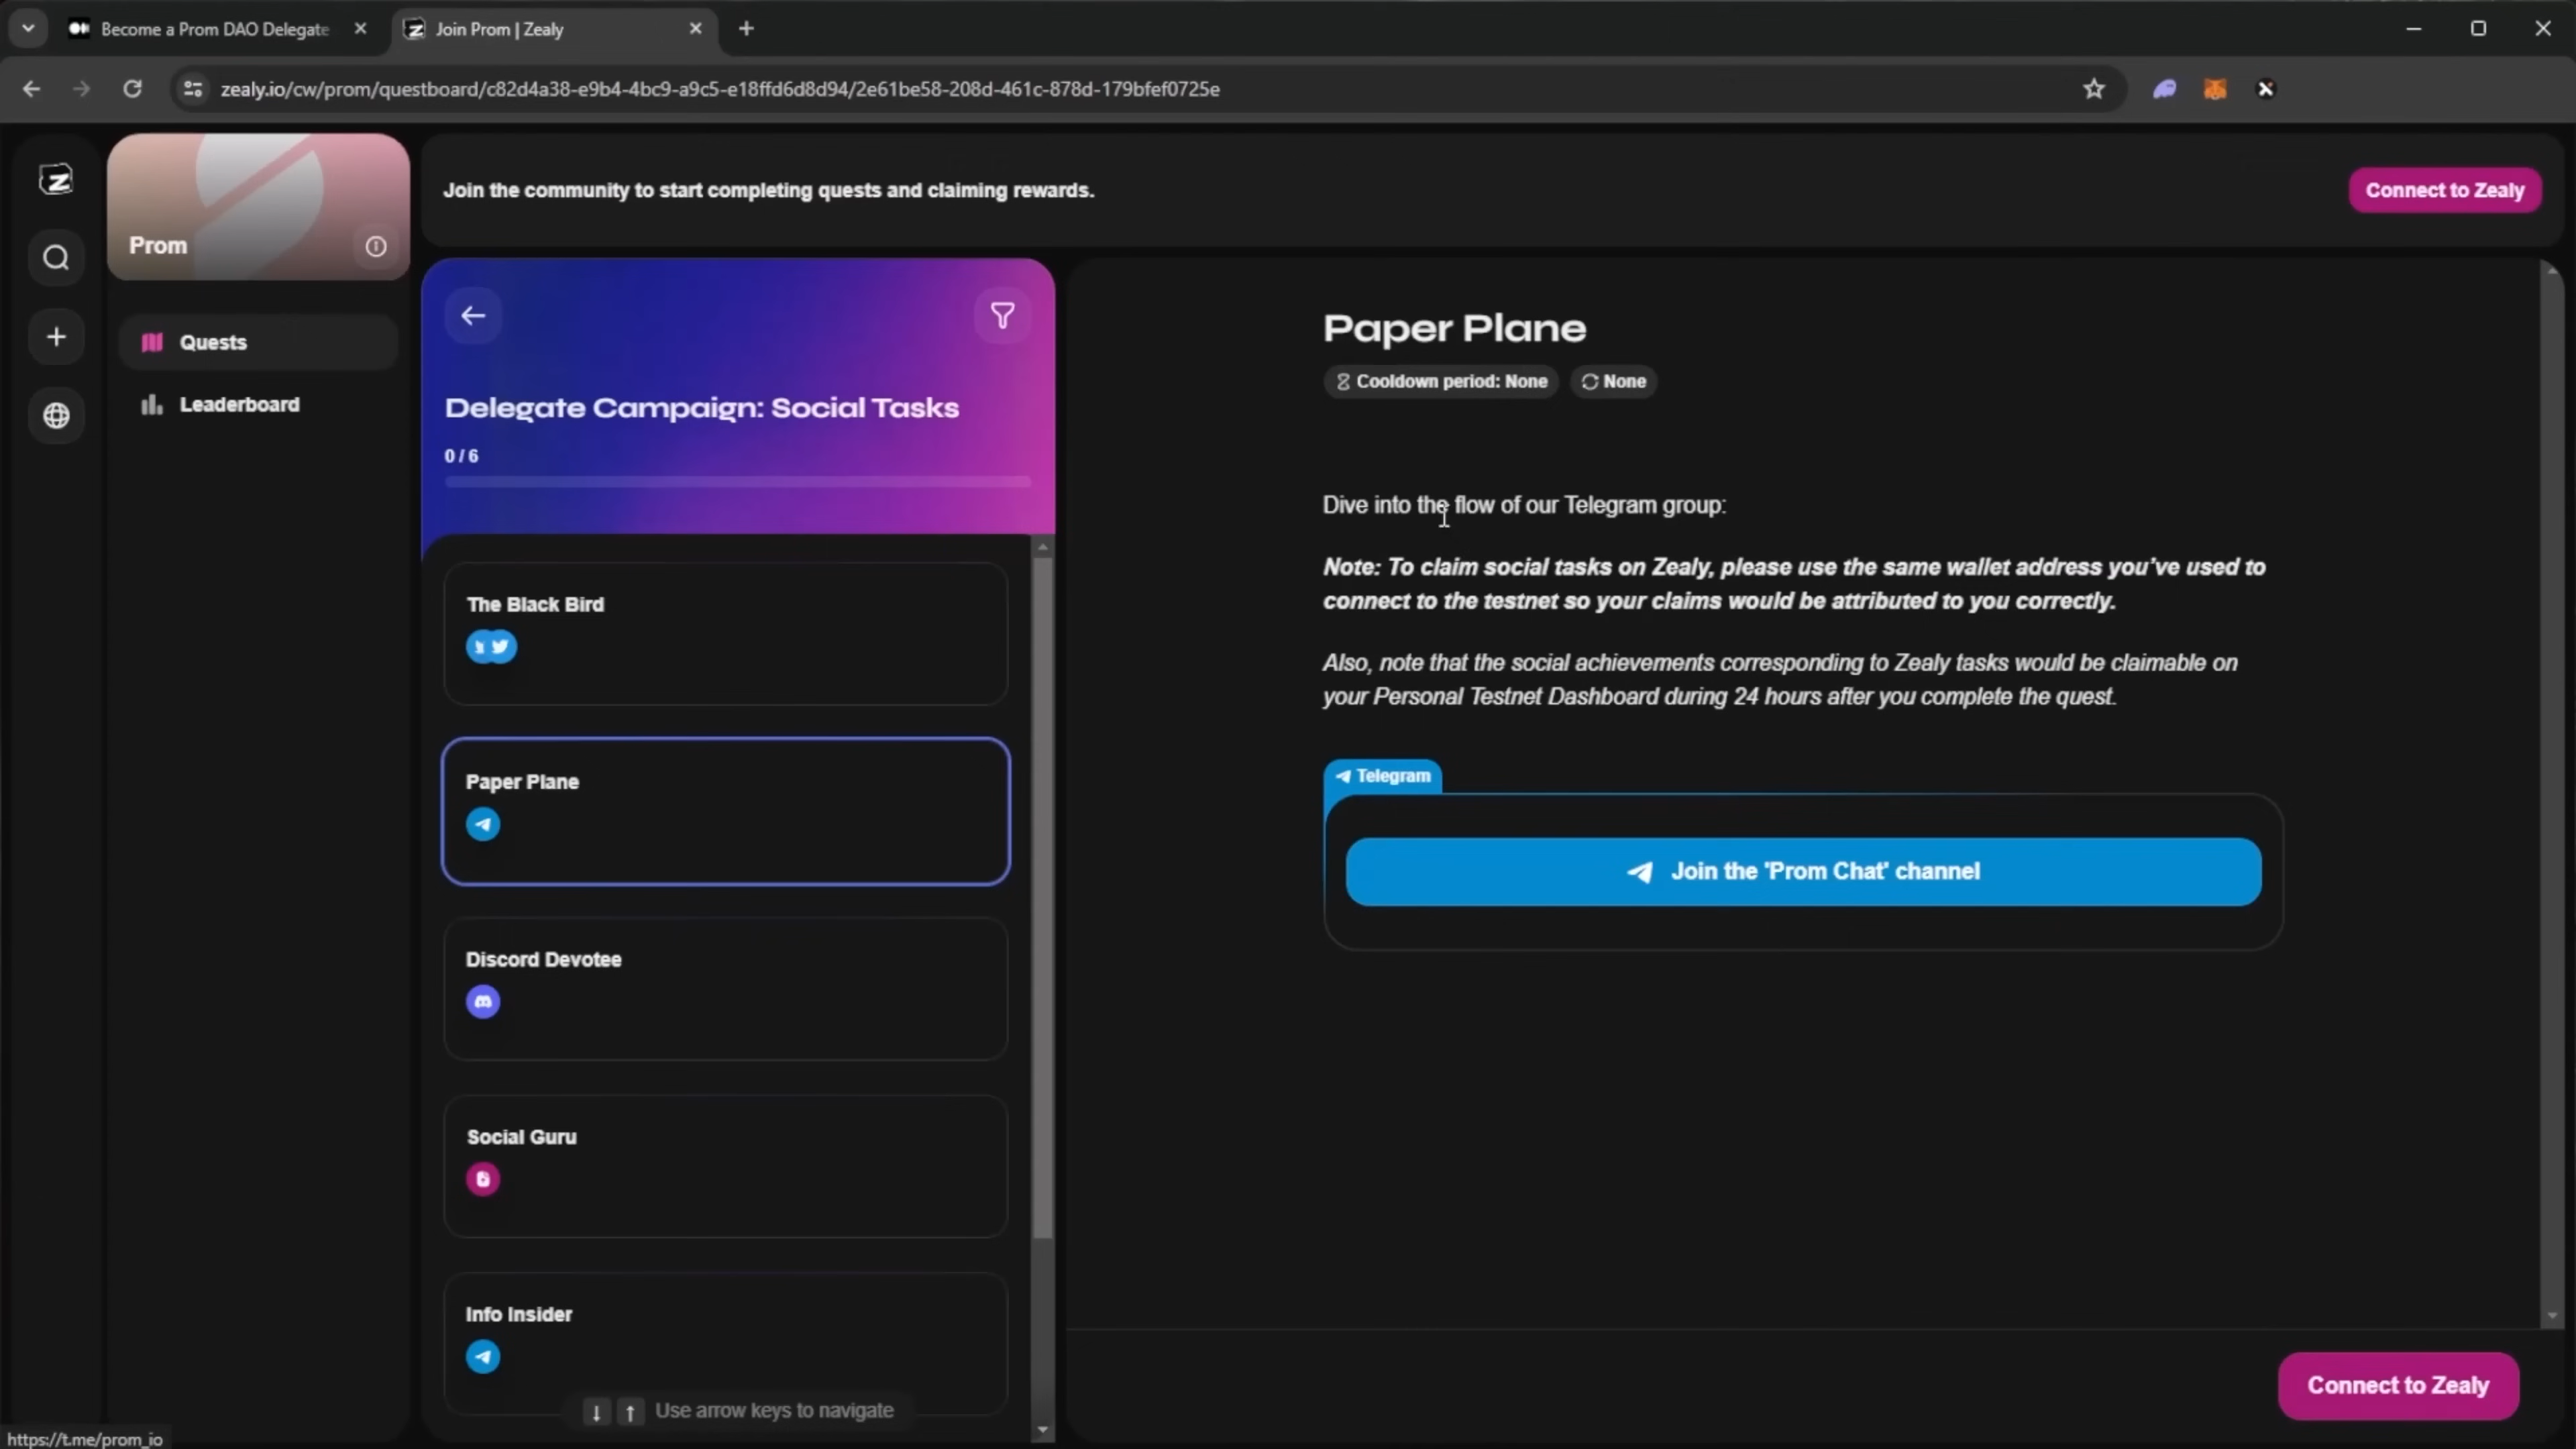 Become a Prom DAO Delegate
Join Prom | Zealy
zealy.io/cw/prom/questboard/c82d4a38-e9b4-4bc9-a9c5-e18ffd6d8d94/2e61be58-208d-461c-878d-179bfef0725e
Prom
Quests
Leaderboard
Join the community to start completing quests and claiming rewards.
Connect to Zealy
Delegate Campaign: Social Tasks
0 / 6
The Black Bird
Paper Plane
Discord Devotee
Social Guru
Info Insider
Use arrow keys to navigate
Paper Plane
Cooldown period: None
None
Dive into the flow of our Telegram group:
Note: To claim social tasks on Zealy, please use the same wallet address you've used to
connect to the testnet so your claims would be attributed to you correctly.
Also, note that the social achievements corresponding to Zealy tasks would be claimable on
your Personal Testnet Dashboard during 24 hours after you complete the quest.
Telegram
Join the 'Prom Chat' channel
Connect to Zealy
https://t.me/prom_io